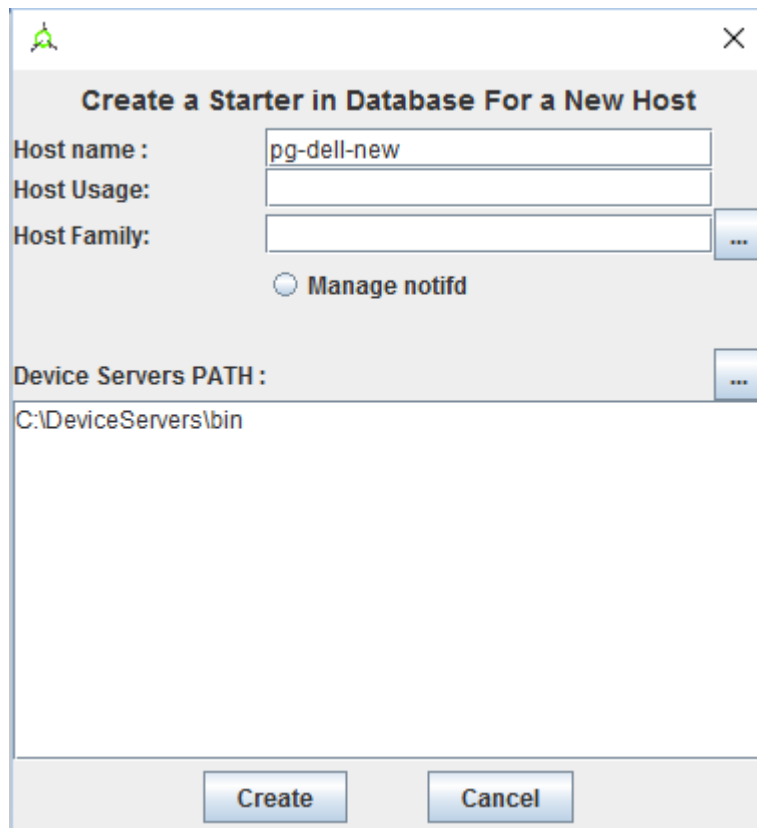 Create a Starter in Database For a New Host
Host name : pg-dell-new
Host Usage:
Host Family: ...
Manage notifd
Device Servers PATH : ...
C:\DeviceServers\bin
Create Cancel